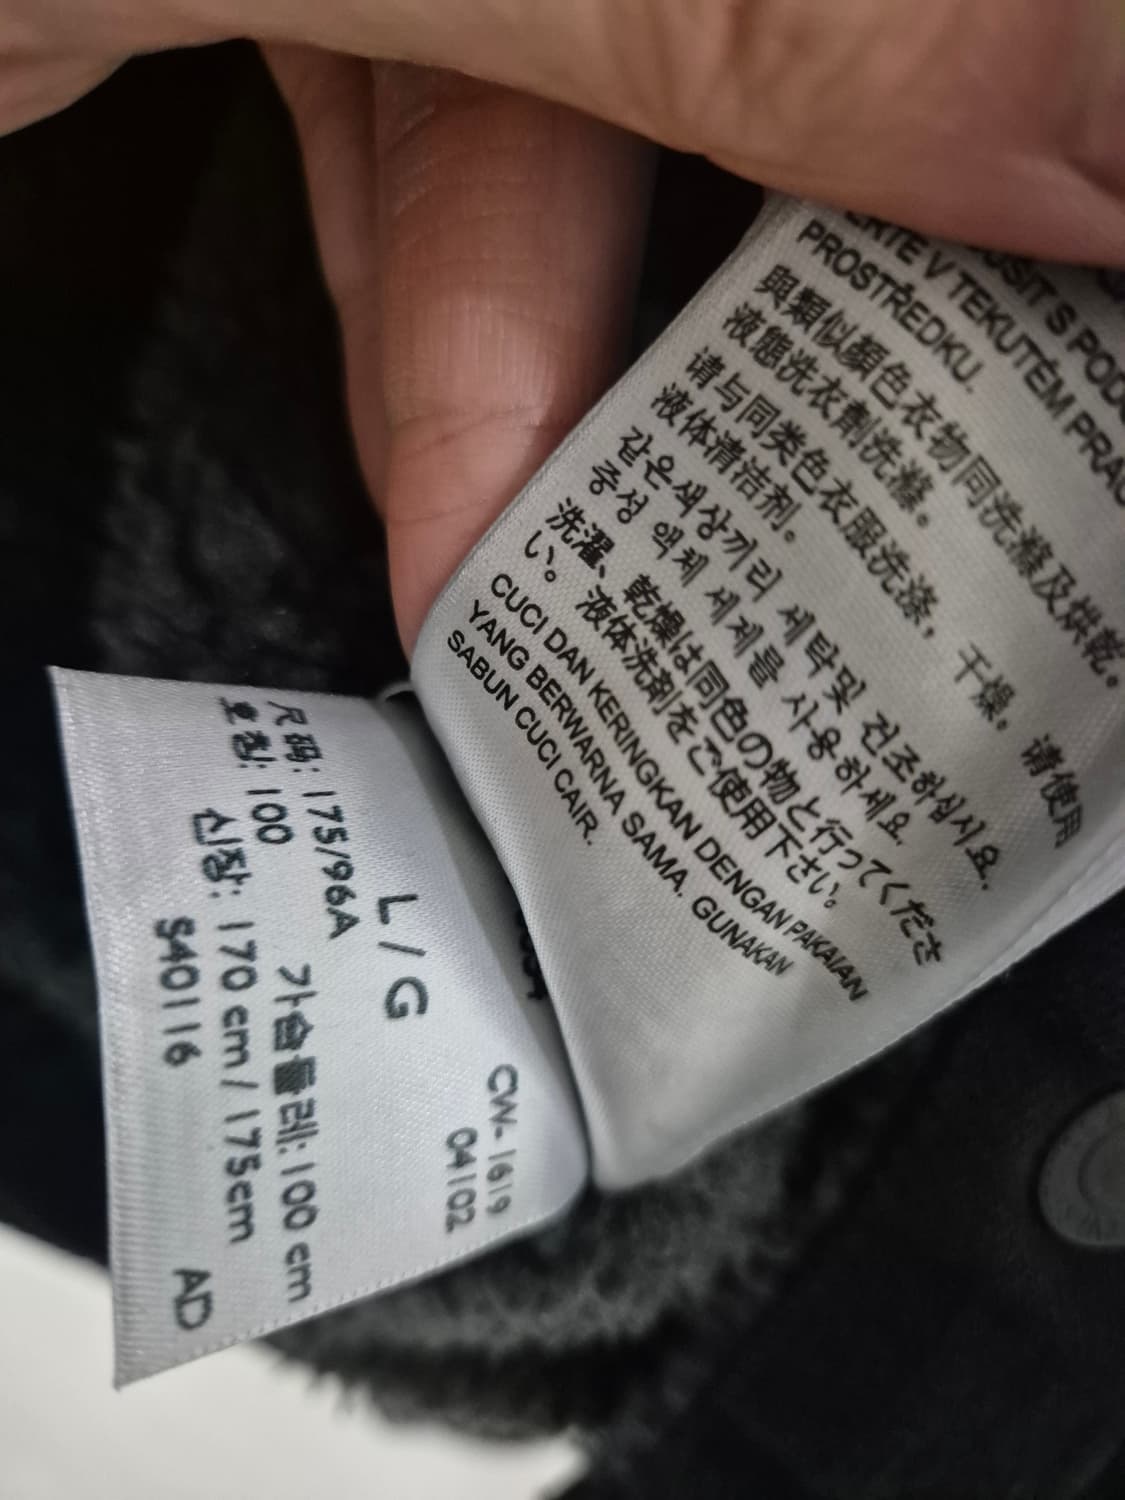 L / G
CW-1619
04102
尺码: 175/96A
호칭: 100
가슴둘레: 100 cm
신장: 170 cm / 175cm
S40116
AD
V TEKUTÉM
PROSTŘEDKU.
與類似顏色衣物同洗滌及烘乾。
液態洗衣劑洗滌。
请与同类色衣服洗涤, 干燥。 请使用
液体清洁剂。
같은색상끼리 세탁및 건조하십시요.
중성 액체 세제를 사용하세요.
洗濯、乾燥は同色の物と行ってくださ
い。液体洗剤をご使用下さい。
CUCI DAN KERINGKAN DENGAN PAKAIAN
YANG BERWARNA SAMA. GUNAKAN
SABUN CUCI CAIR.